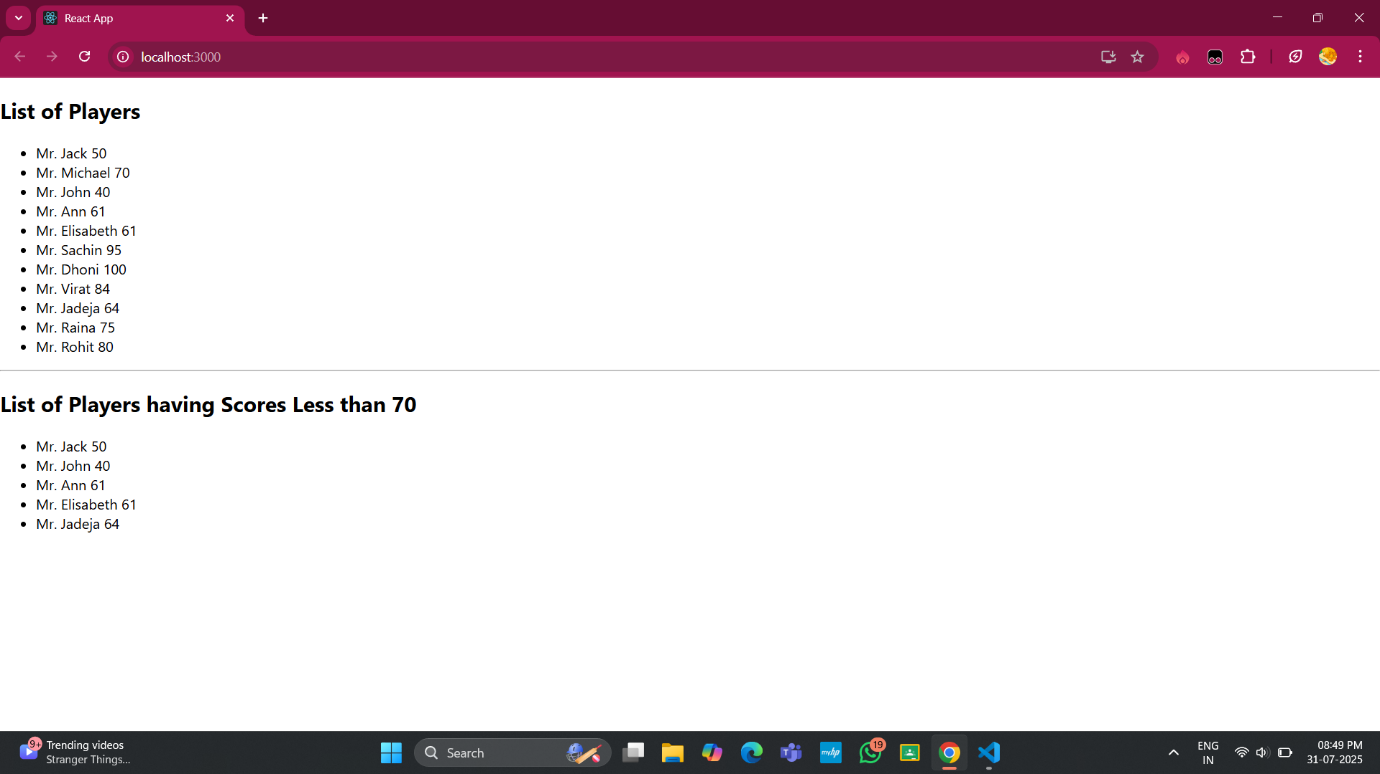 React App
localhost:3000
List of Players
Mr. Jack 50
Mr. Michael 70
Mr. John 40
Mr. Ann 61
Mr. Elisabeth 61
Mr. Sachin 95
Mr. Dhoni 100
Mr. Virat 84
Mr. Jadeja 64
Mr. Raina 75
Mr. Rohit 80
List of Players having Scores Less than 70
Mr. Jack 50
Mr. John 40
Mr. Ann 61
Mr. Elisabeth 61
Mr. Jadeja 64
9+
Trending videos
Stranger Things...
Search
myhp
19
ENG
IN
08:49 PM
31-07-2025